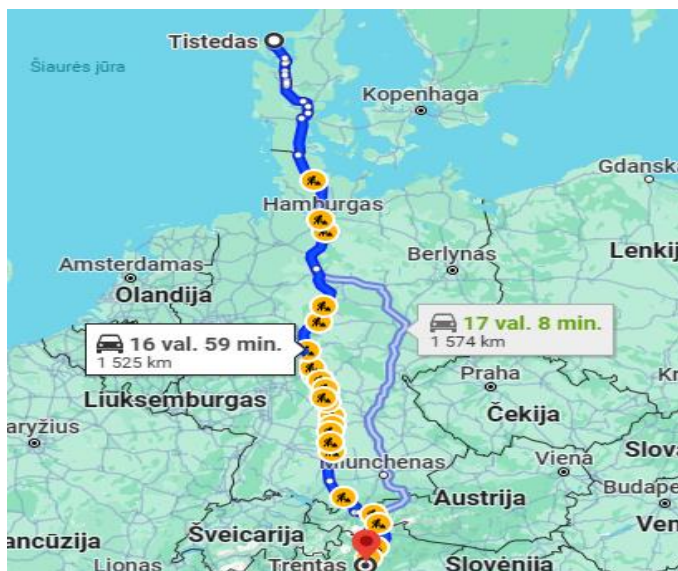 Tistedas
Šiaurės jūra
Kopenhaga
Gdansk
Hamburgas
Lenkij
Berlynas
Amsterdamas
Olandija
17 val. 8 min.
1 574 km
16 val. 59 min.
1 525 km
Praha
Kr
Liuksemburgas
Čekija
aryžius
Slova
Miunchenas
Viena
Budape
Austrija
Ven
Šveicarija
ancūzija
Lionas
Trentas
Slovėnija